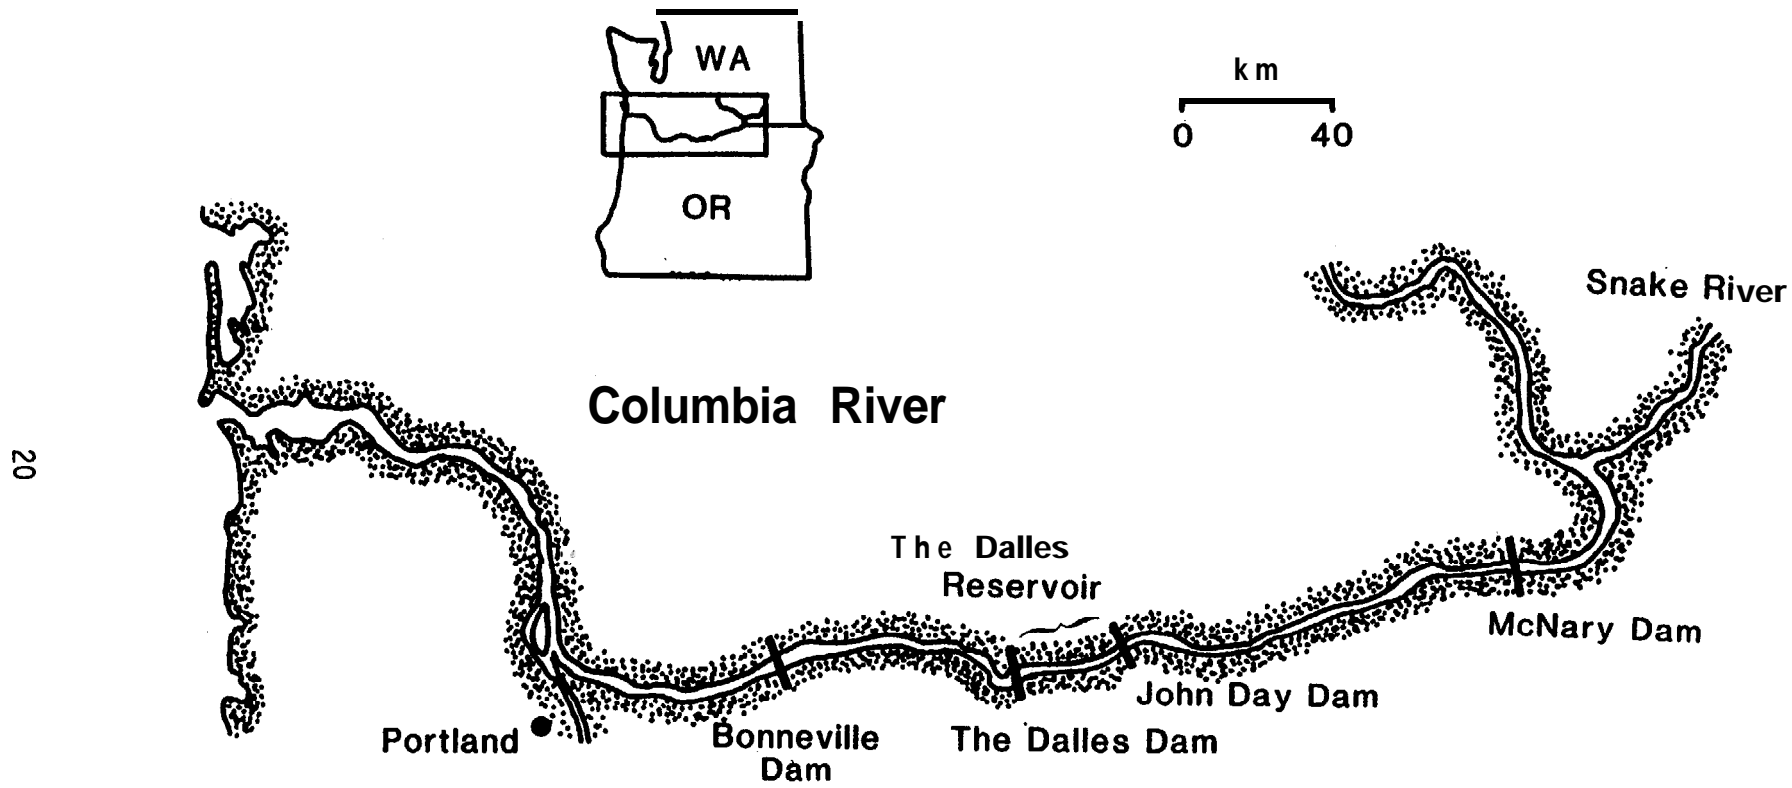 WA
OR
km
0 40
Snake River
Columbia River
The Dalles
Reservoir
McNary Dam
John Day Dam
Portland
Bonneville
Dam
The Dalles Dam
20